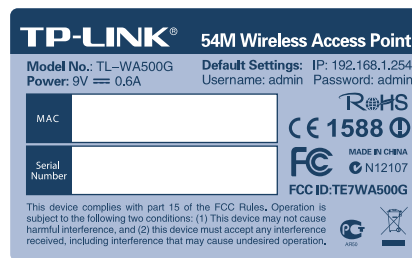 TP-LINK®
54M Wireless Access Point
Model No.: TL-WA500G
Power: 9V ⎓ 0.6A
Default Settings: IP: 192.168.1.254
Username: admin Password: admin
MAC
RoHS
CE 1588
Serial
Number
FC
MADE IN CHINA
N12107
FCC ID:TE7WA500G
This device complies with part 15 of the FCC Rules. Operation is
subject to the following two conditions: (1) This device may not cause
harmful interference, and (2) this device must accept any interference
received, including interference that may cause undesired operation.
PCT